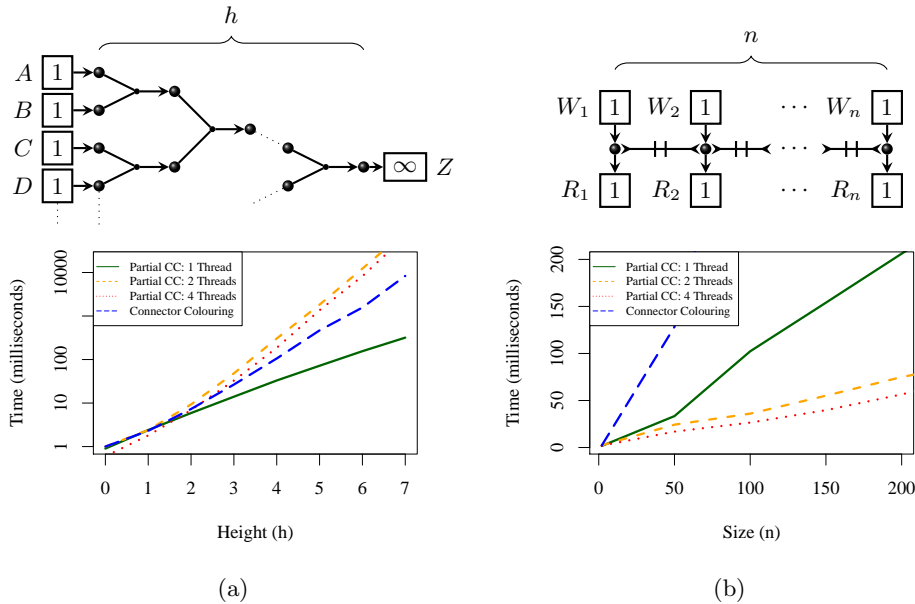 h
A 1
B 1
C 1
D 1
∞ Z
Partial CC: 1 Thread
Partial CC: 2 Threads
Partial CC: 4 Threads
Connector Colouring
Time (milliseconds)
10000
100
10
1
0 1 2 3 4 5 6 7
Height (h)
(a)
n
W1 1 W2 1 ··· Wn 1
···
R1 1 R2 1 ··· Rn 1
Partial CC: 1 Thread
Partial CC: 2 Threads
Partial CC: 4 Threads
Connector Colouring
Time (milliseconds)
200
150
100
50
0
0 50 100 150 200
Size (n)
(b)